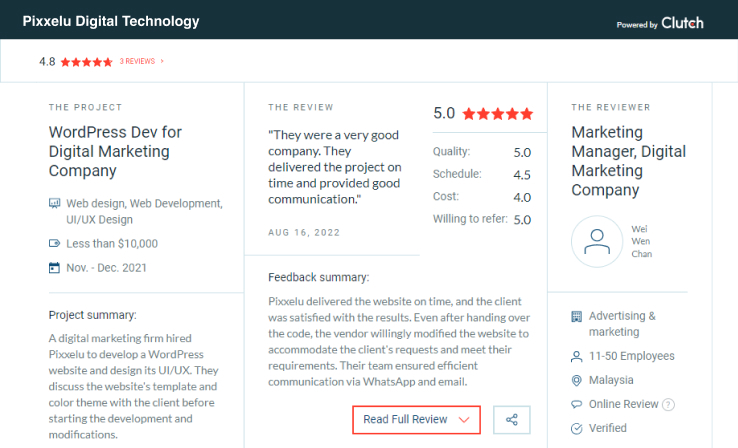 Pixxelu Digital Technology
Powered by Clutch
4.8
3 REVIEWS
THE PROJECT
WordPress Dev for
Digital Marketing
Company
Web design, Web Development,
UI/UX Design
Less than $10,000
Nov. - Dec. 2021
Project summary:
A digital marketing firm hired
Pixxelu to develop a WordPress
website and design its UI/UX. They
discuss the website's template and
color theme with the client before
starting the development and
modifications.
THE REVIEW
"They were a very good
company. They
delivered the project on
time and provided good
communication."
AUG 16, 2022
5.0
Quality: 5.0
Schedule: 4.5
Cost: 4.0
Willing to refer: 5.0
Feedback summary:
Pixxelu delivered the website on time, and the client
was satisfied with the results. Even after handing over
the code, the vendor willingly modified the website to
accommodate the client's requests and meet their
requirements. Their team ensured efficient
communication via WhatsApp and email.
Read Full Review
THE REVIEWER
Marketing
Manager, Digital
Marketing
Company
Wei
Wen
Chan
Advertising &
marketing
11-50 Employees
Malaysia
Online Review ?
Verified